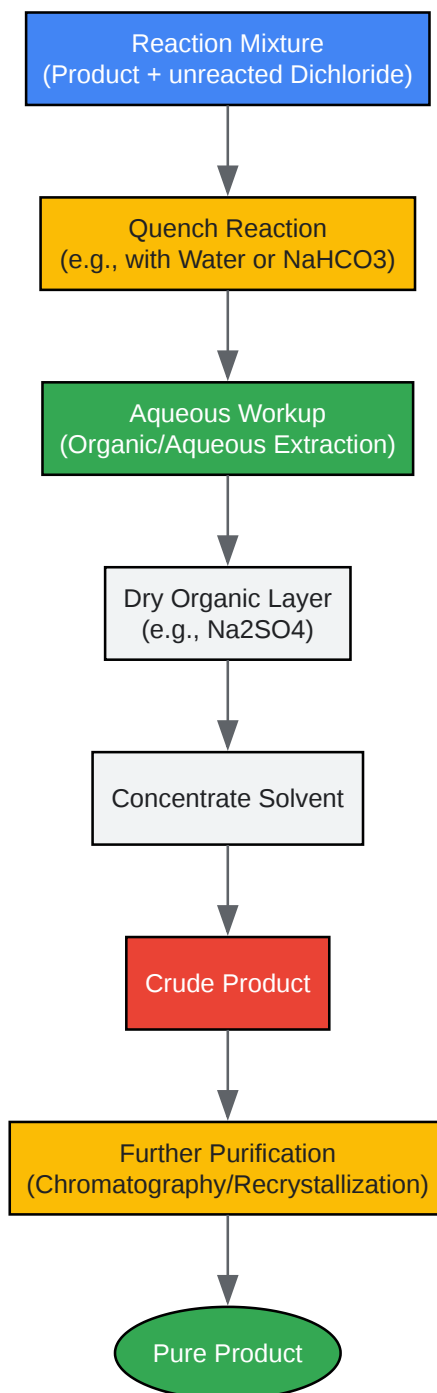 Reaction Mixture
(Product + unreacted Dichloride)
Quench Reaction
(e.g., with Water or NaHCO3)
Aqueous Workup
(Organic/Aqueous Extraction)
Dry Organic Layer
(e.g., Na2SO4)
Concentrate Solvent
Crude Product
Further Purification
(Chromatography/Recrystallization)
Pure Product